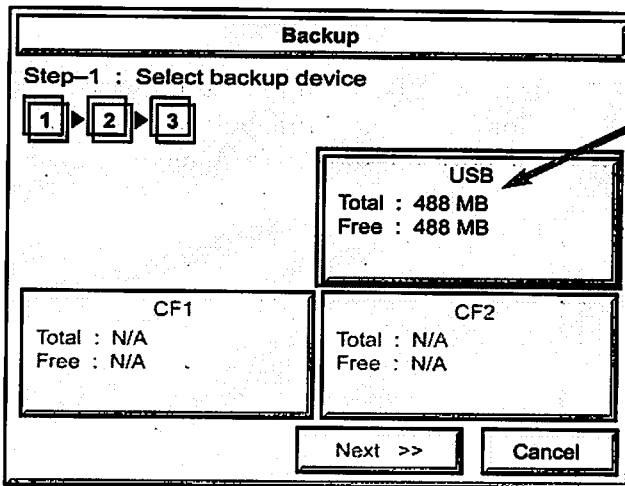 Backup
Step–1 : Select backup device
1 2 3
USB
Total : 488 MB
Free : 488 MB
CF1
Total : N/A
Free : N/A
CF2
Total : N/A
Free : N/A
Next >>
Cancel